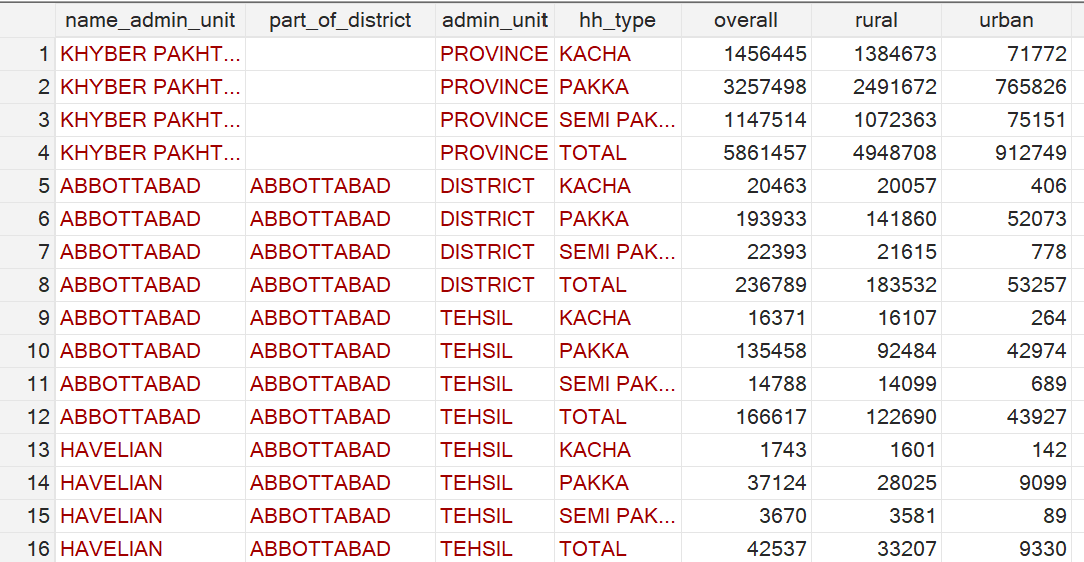 name_admin_unit part_of_district admin_unit hh_type overall rural urban
1 KHYBER PAKHT... PROVINCE KACHA 1456445 1384673 71772
2 KHYBER PAKHT... PROVINCE PAKKA 3257498 2491672 765826
3 KHYBER PAKHT... PROVINCE SEMI PAK... 1147514 1072363 75151
4 KHYBER PAKHT... PROVINCE TOTAL 5861457 4948708 912749
5 ABBOTTABAD ABBOTTABAD DISTRICT KACHA 20463 20057 406
6 ABBOTTABAD ABBOTTABAD DISTRICT PAKKA 193933 141860 52073
7 ABBOTTABAD ABBOTTABAD DISTRICT SEMI PAK... 22393 21615 778
8 ABBOTTABAD ABBOTTABAD DISTRICT TOTAL 236789 183532 53257
9 ABBOTTABAD ABBOTTABAD TEHSIL KACHA 16371 16107 264
10 ABBOTTABAD ABBOTTABAD TEHSIL PAKKA 135458 92484 42974
11 ABBOTTABAD ABBOTTABAD TEHSIL SEMI PAK... 14788 14099 689
12 ABBOTTABAD ABBOTTABAD TEHSIL TOTAL 166617 122690 43927
13 HAVELIAN ABBOTTABAD TEHSIL KACHA 1743 1601 142
14 HAVELIAN ABBOTTABAD TEHSIL PAKKA 37124 28025 9099
15 HAVELIAN ABBOTTABAD TEHSIL SEMI PAK... 3670 3581 89
16 HAVELIAN ABBOTTABAD TEHSIL TOTAL 42537 33207 9330